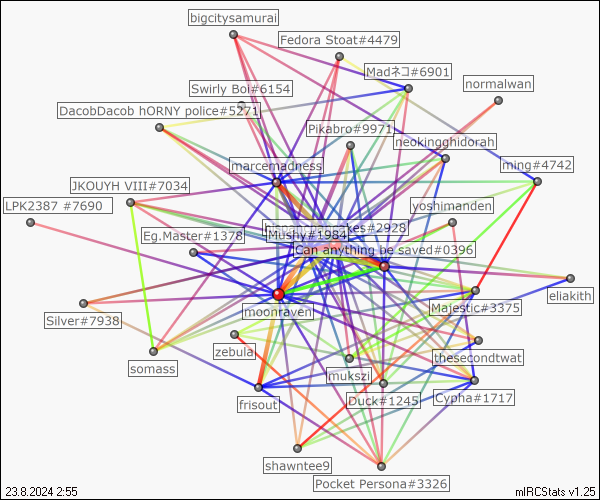 bigcitysamurai
Fedora Stoat#4479
Madネコ#6901
normalwan
Swirly Boi#6154
DacobDacob hORNY police#5271
Pikabro#9971
neokingghidorah
marcemadness
ming#4742
JKOUYH VIII#7034
LPK2387 #7690
yoshimanden
#2928
Mushy#1984
Eg.Master#1378
Can anything be saved#0396
eliakith
moonraven
Majestic#3375
Silver#7938
zebula
thesecondtwat
somass
mukszi
frisout
Duck#1245
Cypha#1717
shawntee9
Pocket Persona#3326
23.8.2024 2:55
mIRCStats v1.25